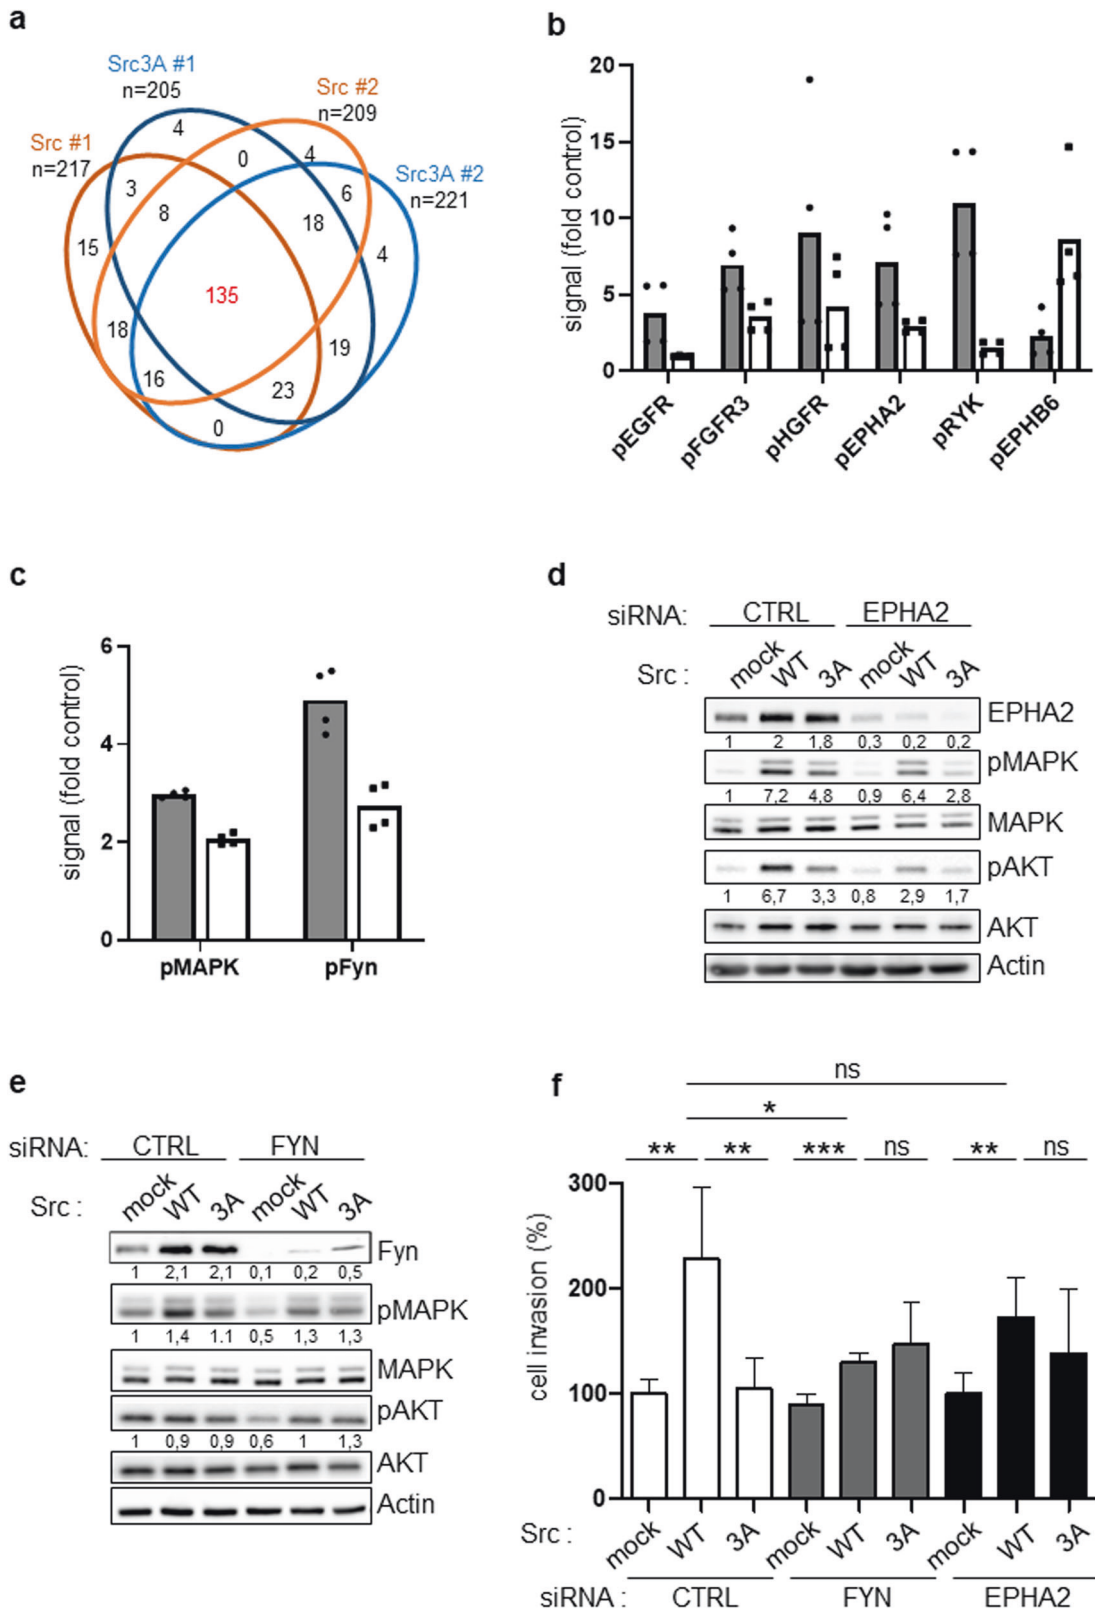 a
Src3A #1
n=205
Src #2
n=209
Src #1
n=217
Src3A #2
n=221
4
0
4
3
6
8
18
15
4
135
18
19
16
23
0
b
signal (fold control)
20
15
10
5
0
pEGFR
pFGFR3
pHGFR
pEPHA2
pRYK
pEPHB6
c
signal (fold control)
6
4
2
0
pMAPK
pFyn
d
siRNA: CTRL EPHA2
Src : mock WT 3A mock WT 3A
EPHA2
1 2 1,8 0,3 0,2 0,2
pMAPK
1 7,2 4,8 0,9 6,4 2,8
MAPK
pAKT
1 6,7 3,3 0,8 2,9 1,7
AKT
Actin
e
siRNA: CTRL FYN
Src : mock WT 3A mock WT 3A
Fyn
1 2,1 2,1 0,1 0,2 0,5
pMAPK
1 1,4 1.1 0,5 1,3 1,3
MAPK
pAKT
1 0,9 0,9 0,6 1 1,3
AKT
Actin
f
ns
*
** ** *** ns ** ns
cell invasion (%)
300
200
100
0
Src : mock WT 3A mock WT 3A mock WT 3A
siRNA : CTRL FYN EPHA2